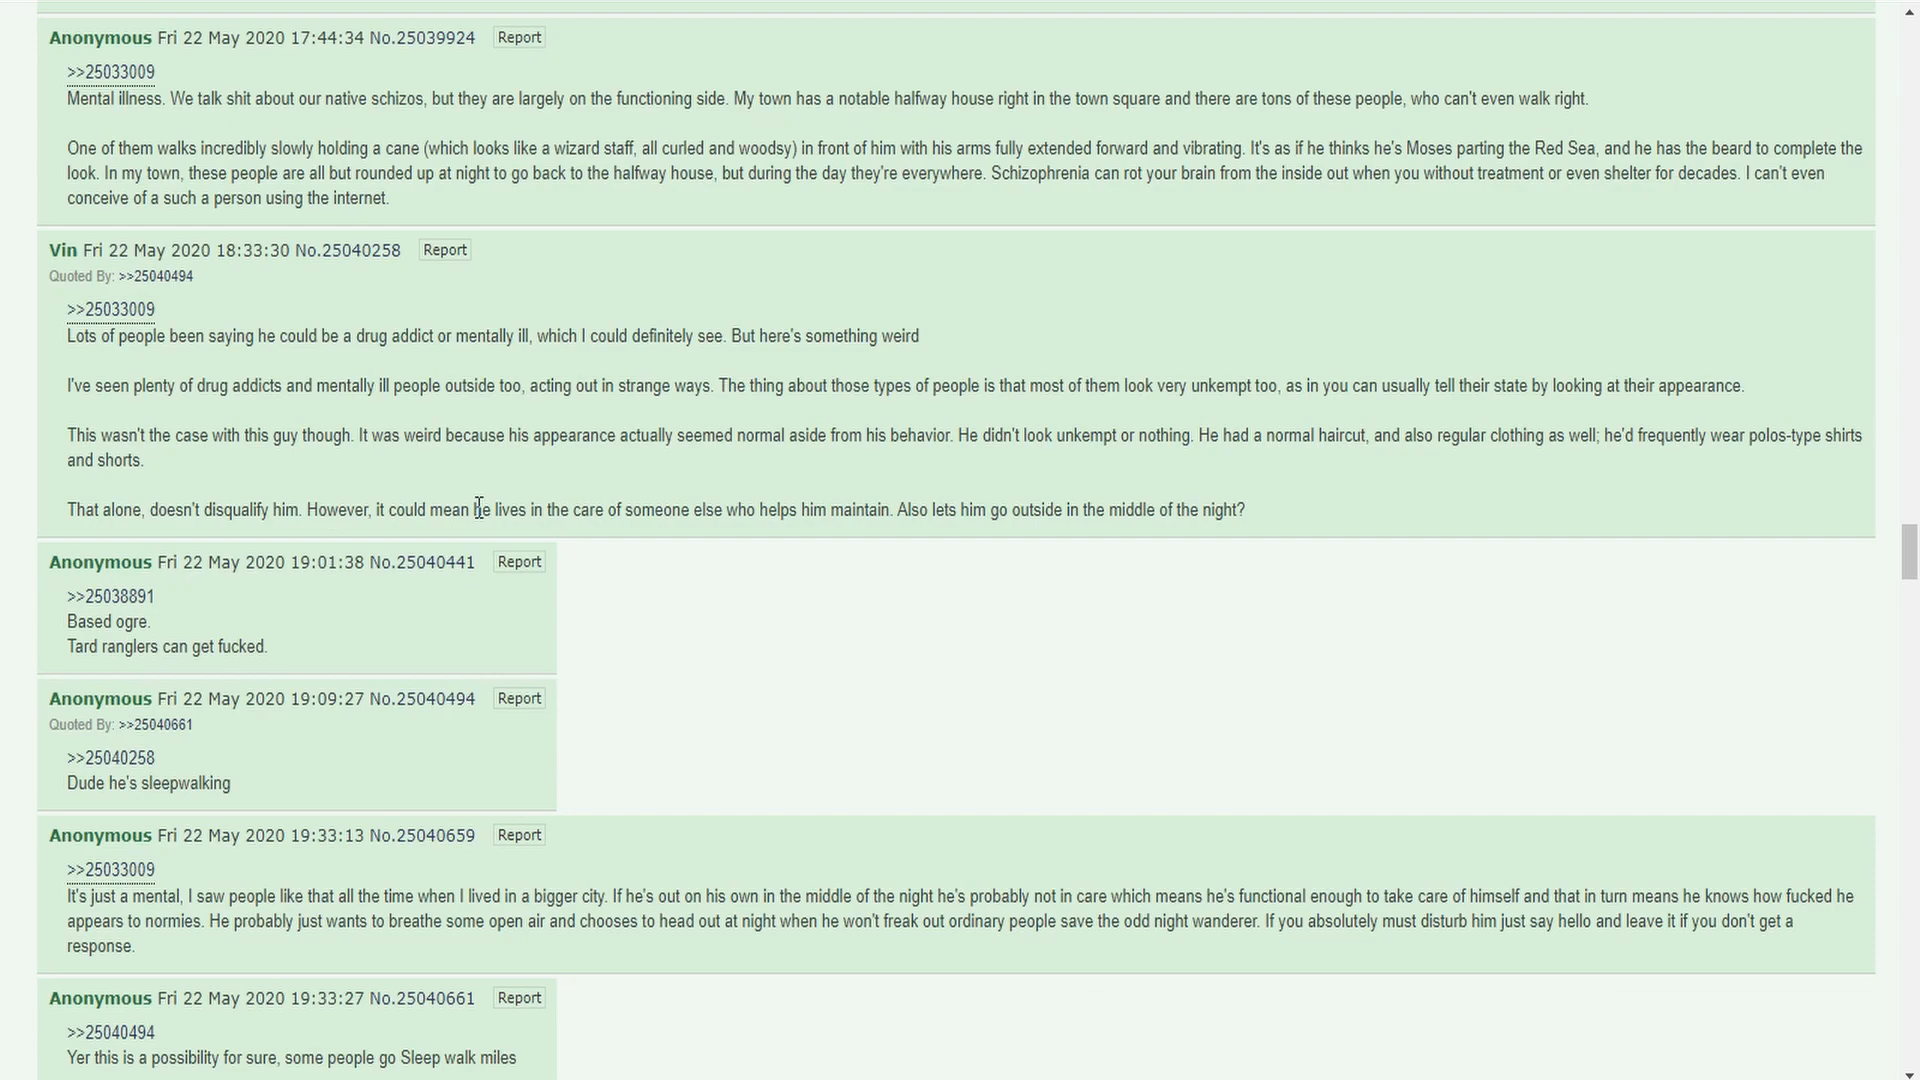 Anonymous Fri 22 May 2020 17:44:34 No.25039924 Report
>>25033009
Mental illness. We talk shit about our native schizos, but they are largely on the functioning side. My town has a notable halfway house right in the town square and there are tons of these people, who can't even walk right.
One of them walks incredibly slowly holding a cane (which looks like a wizard staff, all curled and woodsy) in front of him with his arms fully extended forward and vibrating. It's as if he thinks he's Moses parting the Red Sea, and he has the beard to complete the
look. In my town, these people are all but rounded up at night to go back to the halfway house, but during the day they're everywhere. Schizophrenia can rot your brain from the inside out when you without treatment or even shelter for decades. I can't even
conceive of a such a person using the internet.
Vin Fri 22 May 2020 18:33:30 No.25040258 Report
Quoted By: >>25040494
>>25033009
Lots of people been saying he could be a drug addict or mentally ill, which I could definitely see. But here's something weird
I've seen plenty of drug addicts and mentally ill people outside too, acting out in strange ways. The thing about those types of people is that most of them look very unkempt too, as in you can usually tell their state by looking at their appearance.
This wasn't the case with this guy though. It was weird because his appearance actually seemed normal aside from his behavior. He didn't look unkempt or nothing. He had a normal haircut, and also regular clothing as well; he'd frequently wear polos-type shirts
and shorts.
That alone, doesn't disqualify him. However, it could mean he lives in the care of someone else who helps him maintain. Also lets him go outside in the middle of the night?
Anonymous Fri 22 May 2020 19:01:38 No.25040441 Report
>>25038891
Based ogre.
Tard ranglers can get fucked.
Anonymous Fri 22 May 2020 19:09:27 No.25040494 Report
Quoted By: >>25040661
>>25040258
Dude he's sleepwalking
Anonymous Fri 22 May 2020 19:33:13 No.25040659 Report
>>25033009
It's just a mental, I saw people like that all the time when I lived in a bigger city. If he's out on his own in the middle of the night he's probably not in care which means he's functional enough to take care of himself and that in turn means he knows how fucked he
appears to normies. He probably just wants to breathe some open air and chooses to head out at night when he won't freak out ordinary people save the odd night wanderer. If you absolutely must disturb him just say hello and leave it if you don't get a
response.
Anonymous Fri 22 May 2020 19:33:27 No.25040661 Report
>>25040494
Yer this is a possibility for sure, some people go Sleep walk miles